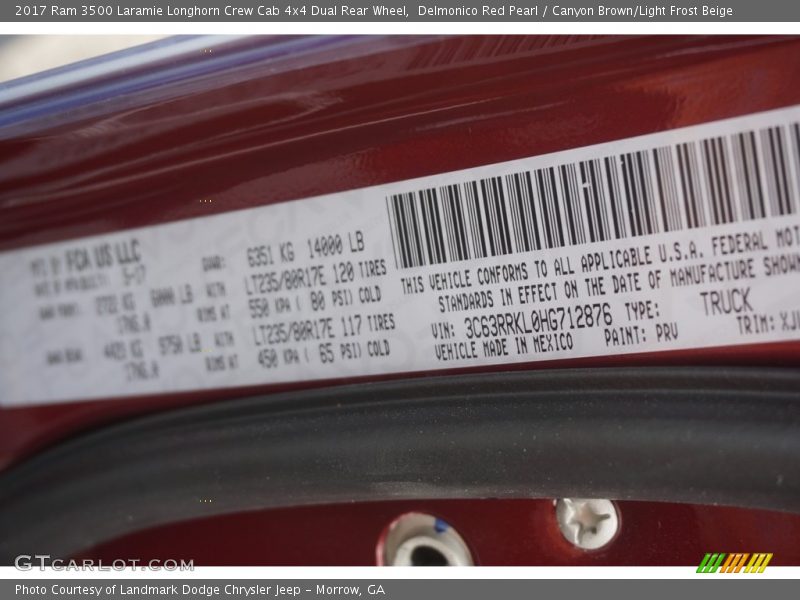 2017 Ram 3500 Laramie Longhorn Crew Cab 4x4 Dual Rear Wheel, Delmonico Red Pearl / Canyon Brown/Light Frost Beige
FCA US LLC
5-17
6351 KG 14000 LB
LT235/80R17E 120 TIRES
550 KPA ( 80 PSI) COLD
LT235/80R17E 117 TIRES
450 KPA ( 65 PSI) COLD
THIS VEHICLE CONFORMS TO ALL APPLICABLE U.S.A. FEDERAL MOT
STANDARDS IN EFFECT ON THE DATE OF MANUFACTURE SHOWN
VIN: 3C63RRKL0HG712876 TYPE: TRUCK
VEHICLE MADE IN MEXICO PAINT: PRV TRIM: XJ
GTCARLOT.COM
Photo Courtesy of Landmark Dodge Chrysler Jeep – Morrow, GA